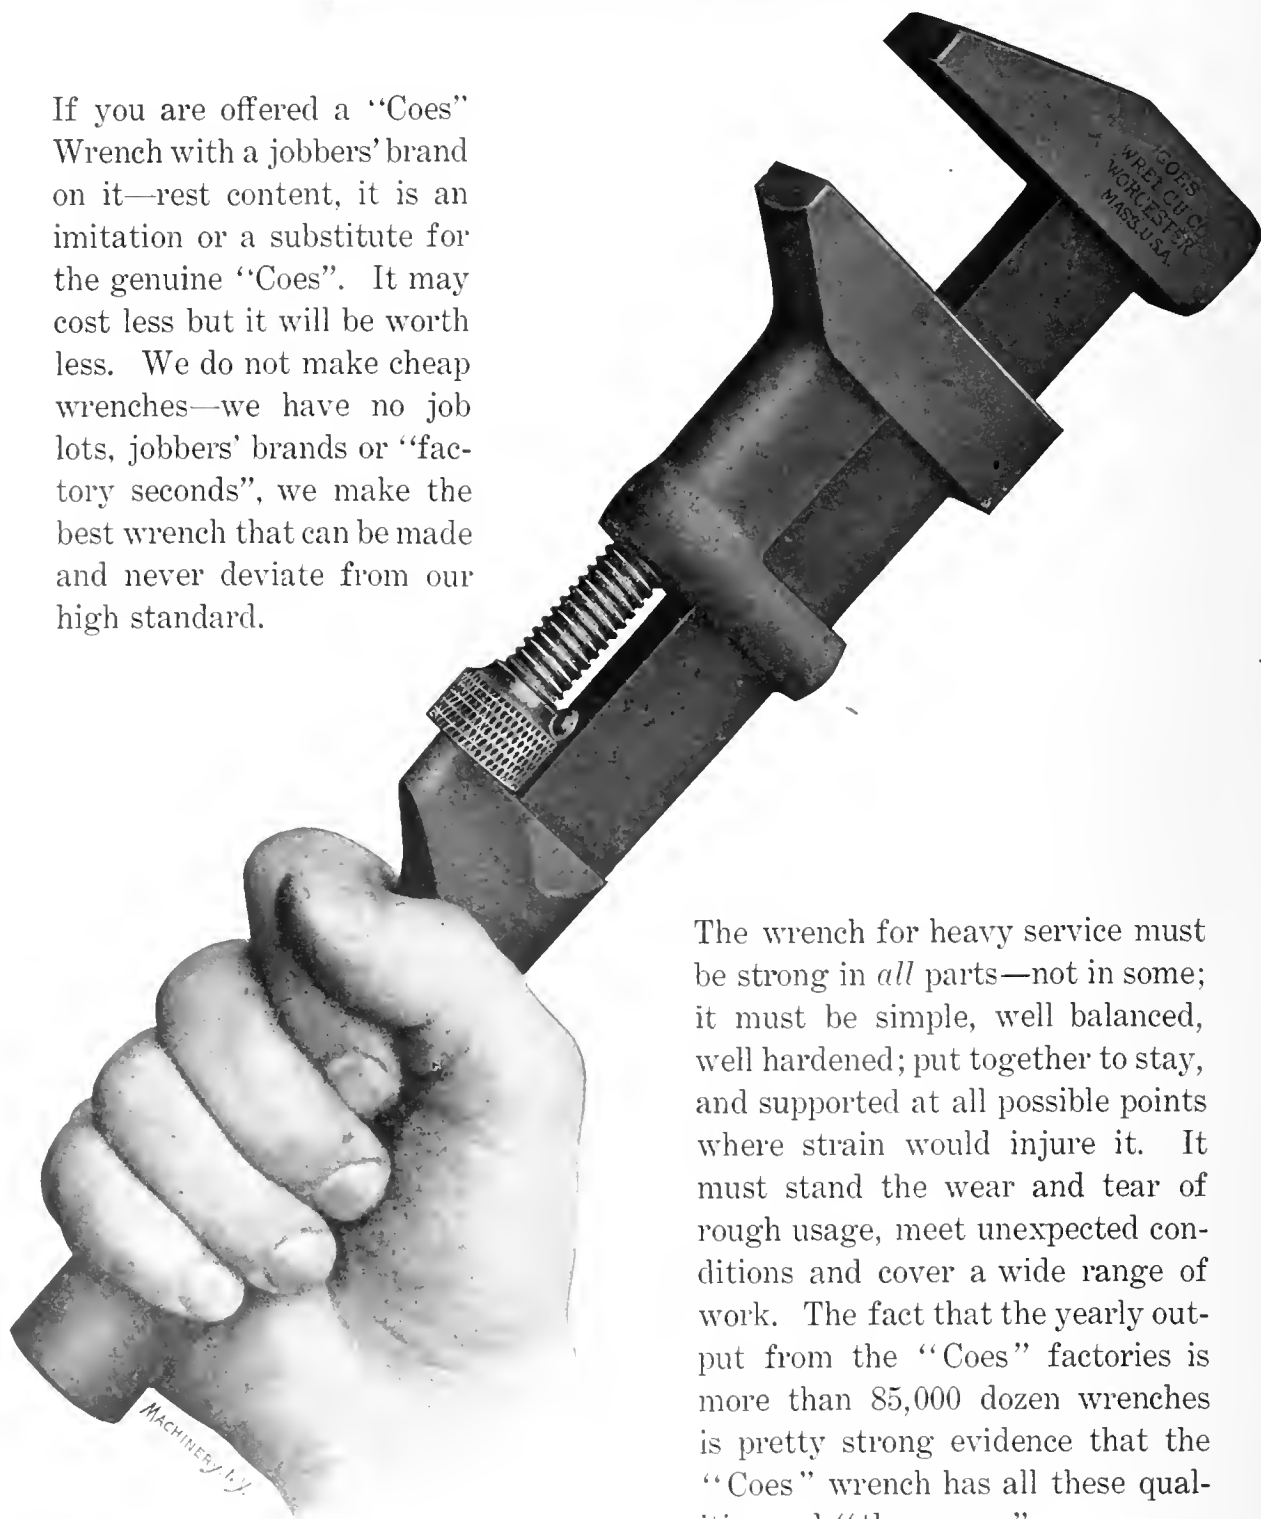 If you are offered a “Coes”
Wrench with a jobbers’ brand
on it—rest content, it is an
imitation or a substitute for
the genuine “Coes”. It may
cost less but it will be worth
less. We do not make cheap
wrenches—we have no job
lots, jobbers’ brands or “fac-
tory seconds”, we make the
best wrench that can be made
and never deviate from our
high standard.
COES
WORCESTER
MASS. U.S.A.
The wrench for heavy service must
be strong in all parts—not in some;
it must be simple, well balanced,
well hardened; put together to stay,
and supported at all possible points
where strain would injure it. It
must stand the wear and tear of
rough usage, meet unexpected con-
ditions and cover a wide range of
work. The fact that the yearly out-
put from the “Coes” factories is
more than 85,000 dozen wrenches
is pretty strong evidence that the
“Coes” wrench has all these qual-
MACHINERY, N.Y.